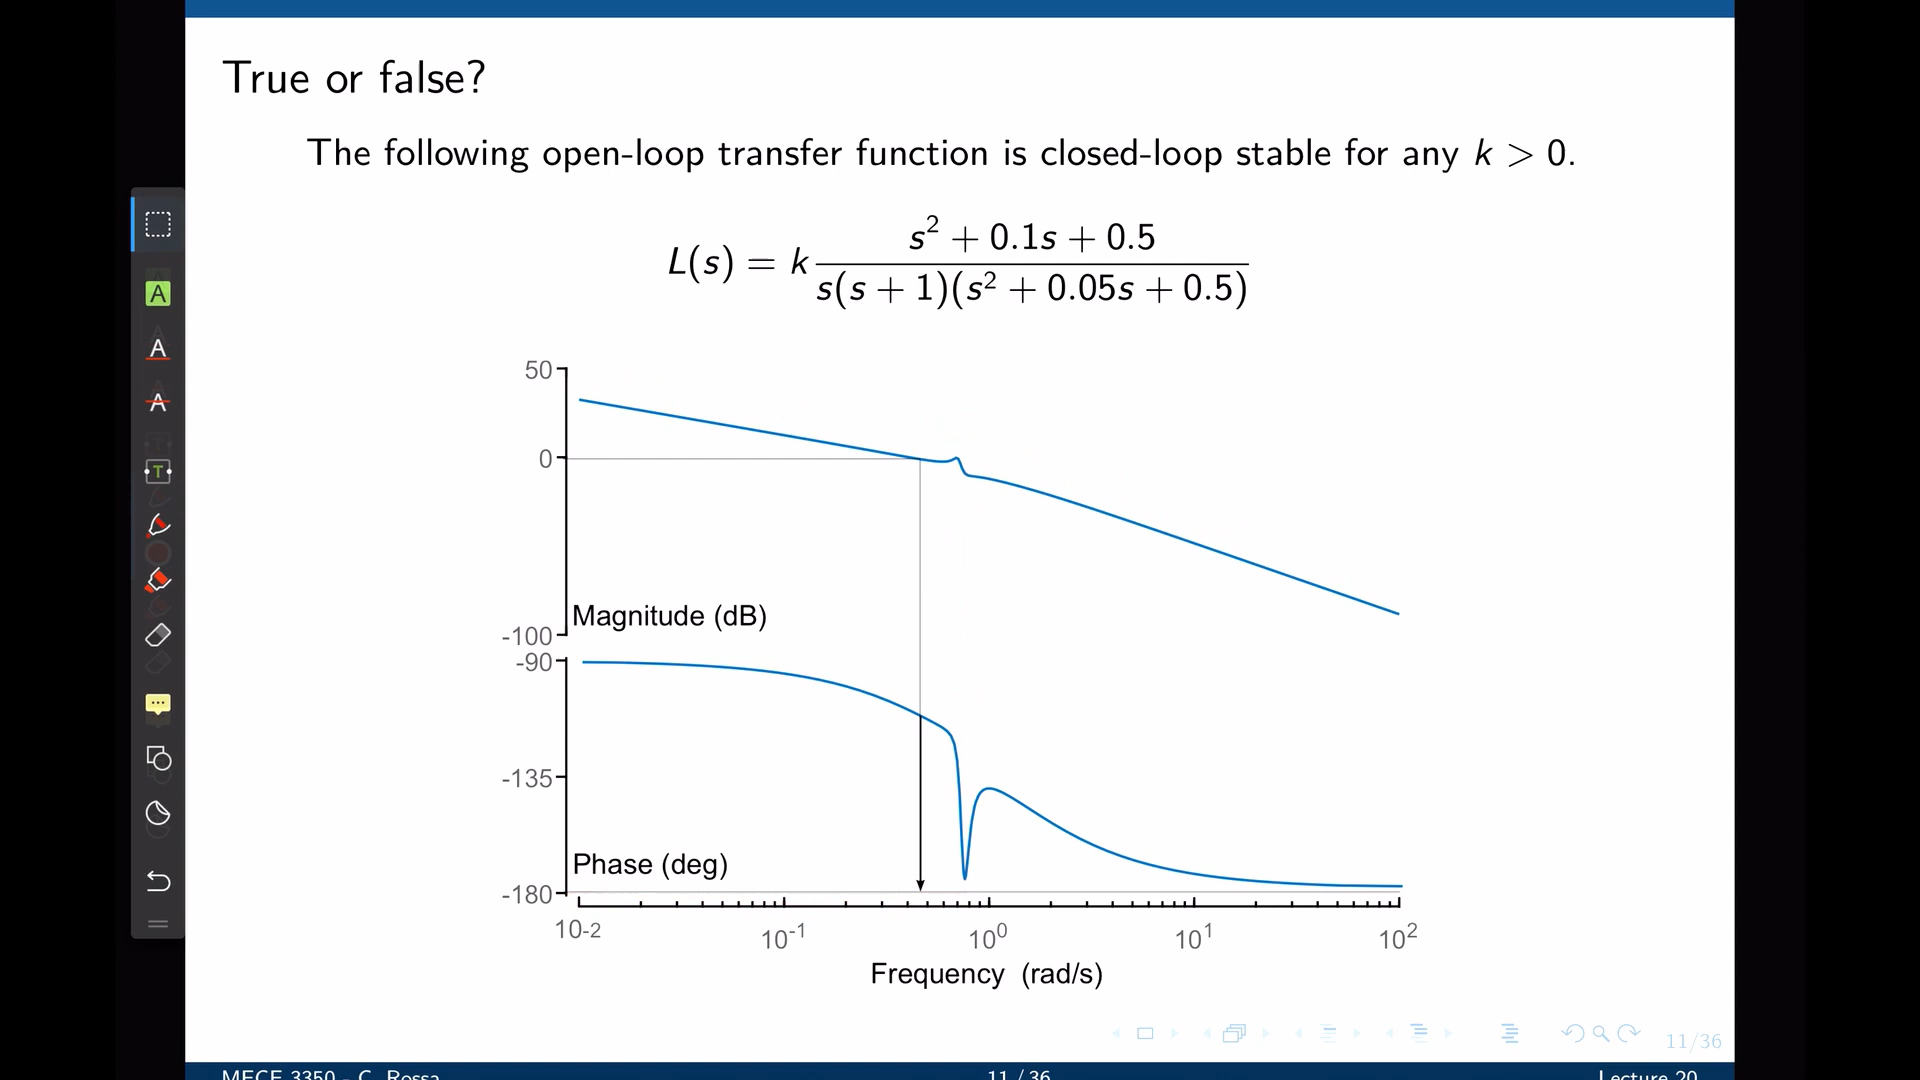 True or false?
The following open-loop transfer function is closed-loop stable for any k > 0.
L(s) = k (s² + 0.1s + 0.5) / (s(s + 1)(s² + 0.05s + 0.5))
50
0
Magnitude (dB)
-100
-90
-135
Phase (deg)
-180
10-2 10-1 10⁰ 10¹ 10²
Frequency (rad/s)
11/36
MECE 3350 - C. Rossa 11 / 36 Lecture 20
A
A
A
T